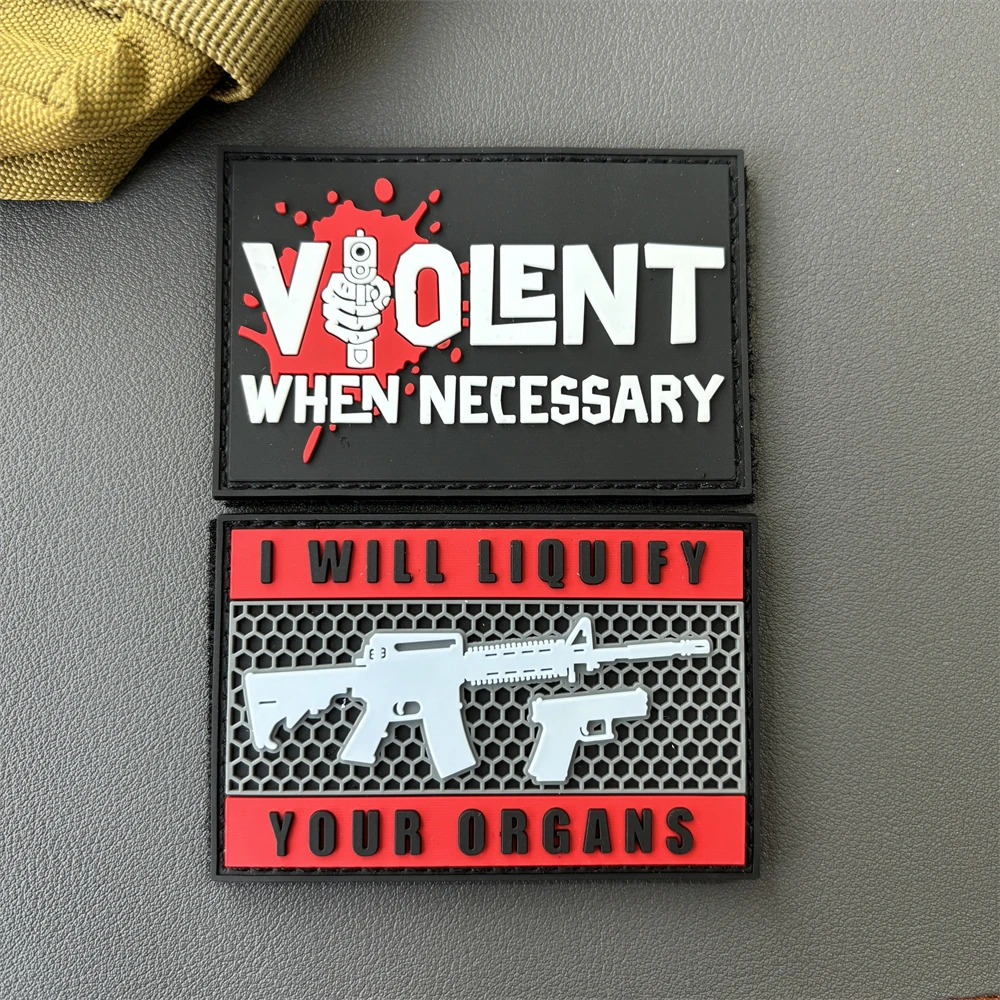 VIOLENT
WHEN NECESSARY
I WILL LIQUIFY
YOUR ORGANS